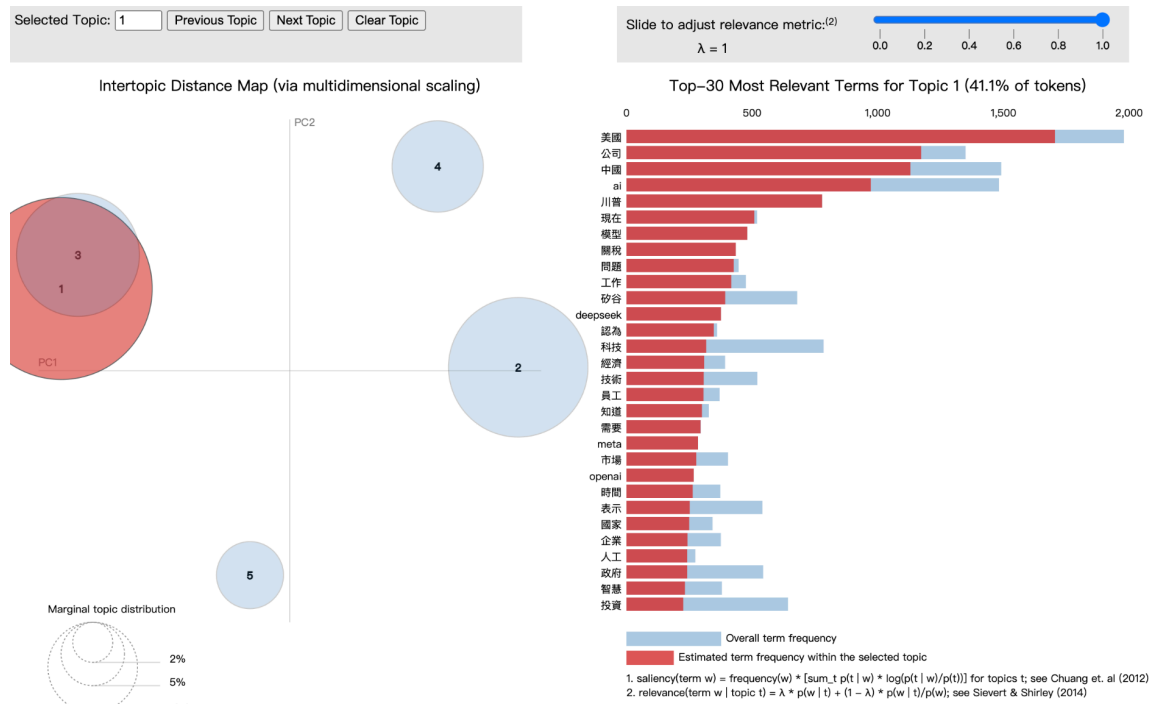 Selected Topic: 1 Previous Topic Next Topic Clear Topic
Slide to adjust relevance metric:(2)
λ = 1
0.0 0.2 0.4 0.6 0.8 1.0
Intertopic Distance Map (via multidimensional scaling)
PC2
PC1
4
3
1
2
5
Marginal topic distribution
2%
5%
Top-30 Most Relevant Terms for Topic 1 (41.1% of tokens)
0 500 1,000 1,500 2,000
美國
公司
中國
ai
川普
現在
模型
關稅
問題
工作
矽谷
deepseek
認為
科技
經濟
技術
員工
知道
需要
meta
市場
openai
時間
表示
國家
企業
人工
政府
智慧
投資
Overall term frequency
Estimated term frequency within the selected topic
1. saliency(term w) = frequency(w) * [sum_t p(t | w) * log(p(t | w)/p(t))] for topics t; see Chuang et. al (2012)
2. relevance(term w | topic t) = λ * p(w | t) + (1 - λ) * p(w | t)/p(w); see Sievert & Shirley (2014)